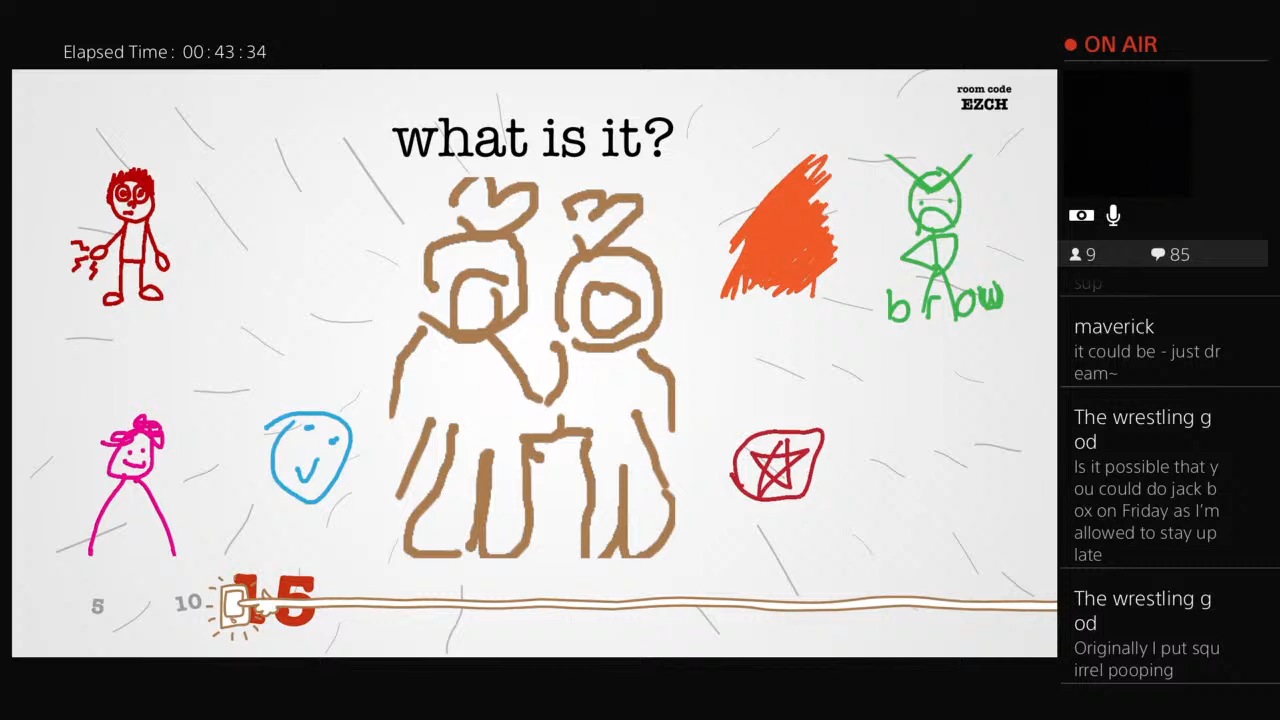 Elapsed Time: 00:43:34
ON AIR
room code
EZCH
what is it?
brow
9 85
sup
maverick
it could be - just dr
eam~
The wrestling g
od
Is it possible that y
ou could do jack b
ox on Friday as I'm
allowed to stay up
late
The wrestling g
od
Originally I put squ
irrel pooping
5 10 15